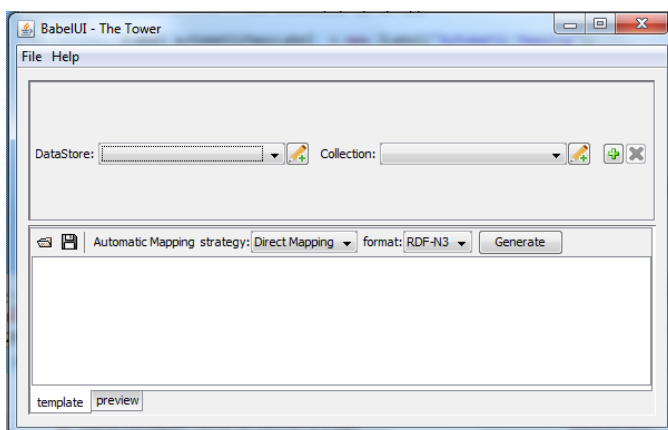 BabelUI - The Tower
File Help
DataStore: Collection:
Automatic Mapping strategy: Direct Mapping format: RDF-N3 Generate
template preview